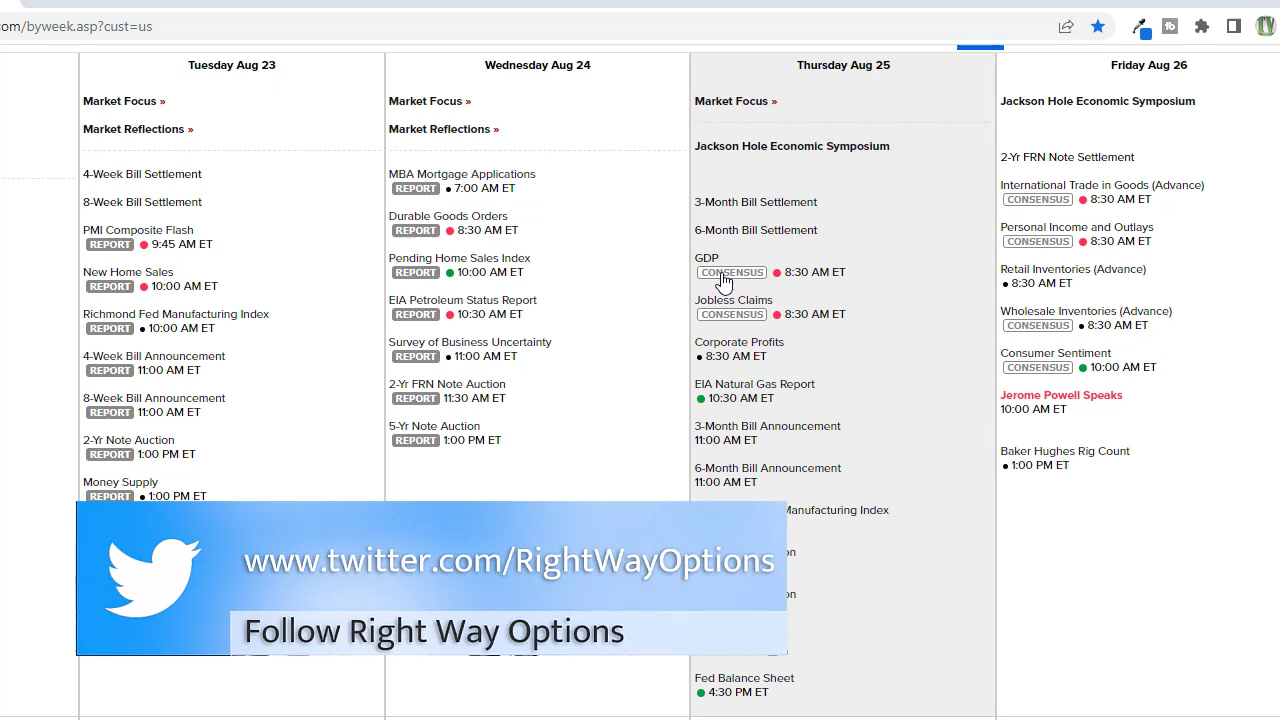 com/byweek.asp?cust=us
Tuesday Aug 23
Market Focus »
Market Reflections »
4-Week Bill Settlement
8-Week Bill Settlement
PMI Composite Flash
REPORT 9:45 AM ET
New Home Sales
REPORT 10:00 AM ET
Richmond Fed Manufacturing Index
REPORT 10:00 AM ET
4-Week Bill Announcement
REPORT 11:00 AM ET
8-Week Bill Announcement
REPORT 11:00 AM ET
2-Yr Note Auction
REPORT 1:00 PM ET
Money Supply
REPORT 1:00 PM ET
Wednesday Aug 24
Market Focus »
Market Reflections »
MBA Mortgage Applications
REPORT 7:00 AM ET
Durable Goods Orders
REPORT 8:30 AM ET
Pending Home Sales Index
REPORT 10:00 AM ET
EIA Petroleum Status Report
REPORT 10:30 AM ET
Survey of Business Uncertainty
REPORT 11:00 AM ET
2-Yr FRN Note Auction
REPORT 11:30 AM ET
5-Yr Note Auction
REPORT 1:00 PM ET
Thursday Aug 25
Market Focus »
Jackson Hole Economic Symposium
3-Month Bill Settlement
6-Month Bill Settlement
GDP
CONSENSUS 8:30 AM ET
Jobless Claims
CONSENSUS 8:30 AM ET
Corporate Profits
8:30 AM ET
EIA Natural Gas Report
10:30 AM ET
3-Month Bill Announcement
11:00 AM ET
6-Month Bill Announcement
11:00 AM ET
Manufacturing Index
on
on
Fed Balance Sheet
4:30 PM ET
Friday Aug 26
Jackson Hole Economic Symposium
2-Yr FRN Note Settlement
International Trade in Goods (Advance)
CONSENSUS 8:30 AM ET
Personal Income and Outlays
CONSENSUS 8:30 AM ET
Retail Inventories (Advance)
8:30 AM ET
Wholesale Inventories (Advance)
CONSENSUS 8:30 AM ET
Consumer Sentiment
CONSENSUS 10:00 AM ET
Jerome Powell Speaks
10:00 AM ET
Baker Hughes Rig Count
1:00 PM ET
www.twitter.com/RightWayOptions
Follow Right Way Options